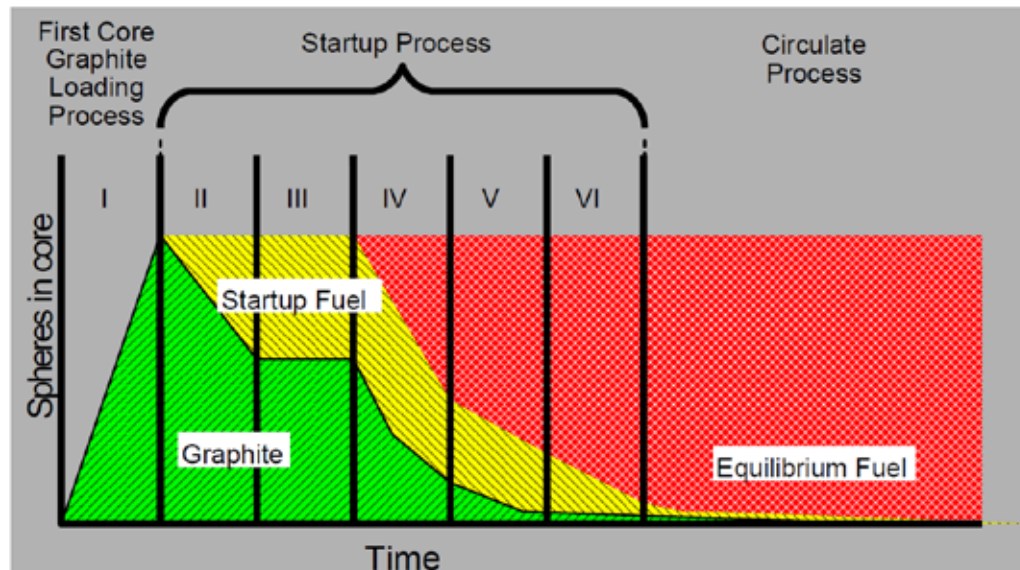 First Core
Graphite
Loading
Process
Startup Process
Circulate
Process
I
II
III
IV
V
VI
Spheres in core
Startup Fuel
Graphite
Equilibrium Fuel
Time